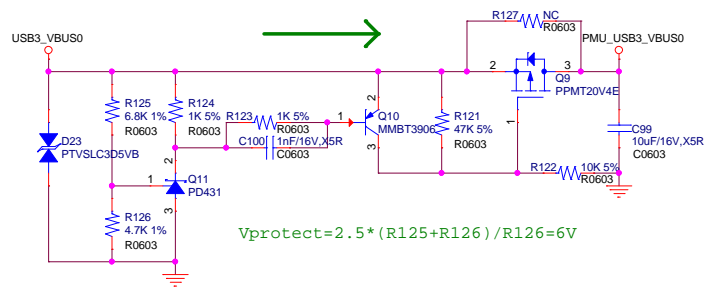 R127 NC
R0603
USB3_VBUS0
PMU_USB3_VBUS0
2 3
Q9
PPMT20V4E
1
R125
6.8K 1%
R0603
R124
1K 5%
R0603
R123 1K 5%
R0603
C100 1nF/16V,X5R
C0603
2
1 Q10
MMBT3906
3
R121
47K 5%
R0603
C99
10uF/16V,X5R
C0603
D23
PTVSLC3D5VB
2
1 Q11
PD431
3
R122 10K 5%
R0603
R126
4.7K 1%
R0603
Vprotect=2.5*(R125+R126)/R126=6V